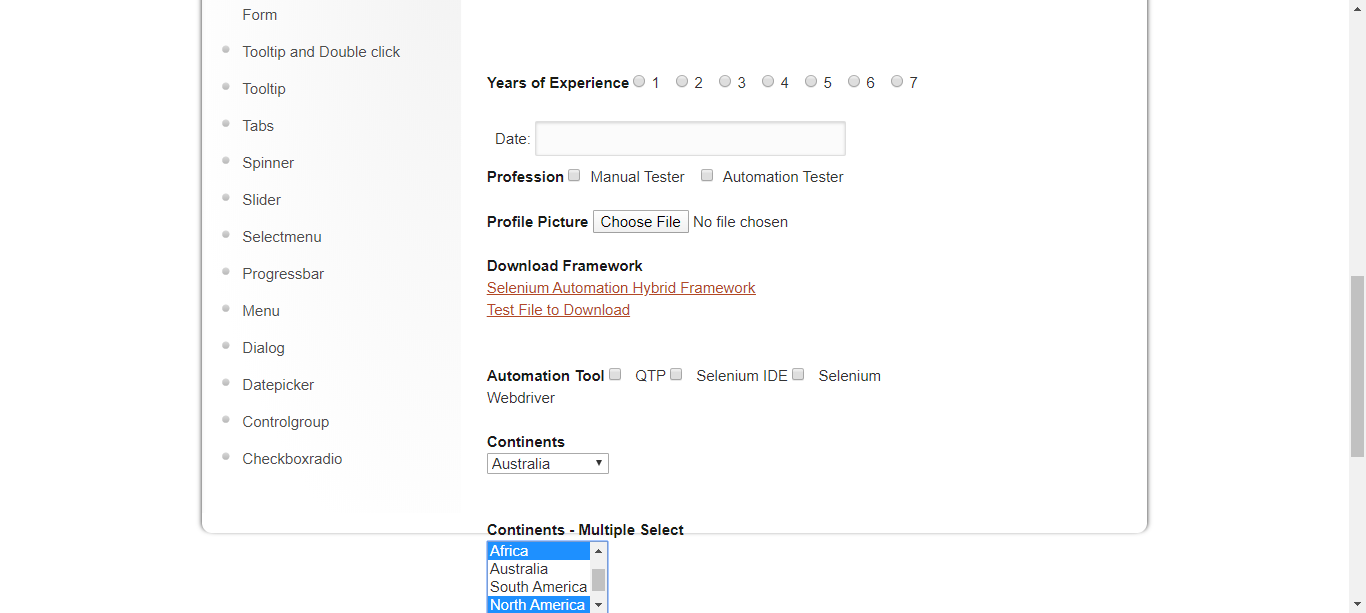 Form
Tooltip and Double click
Tooltip
Tabs
Spinner
Slider
Selectmenu
Progressbar
Menu
Dialog
Datepicker
Controlgroup
Checkboxradio
Years of Experience 1 2 3 4 5 6 7
Date:
Profession Manual Tester Automation Tester
Profile Picture Choose File No file chosen
Download Framework
Selenium Automation Hybrid Framework
Test File to Download
Automation Tool QTP Selenium IDE Selenium
Webdriver
Continents
Australia
Continents - Multiple Select
Africa
Australia
South America
North America